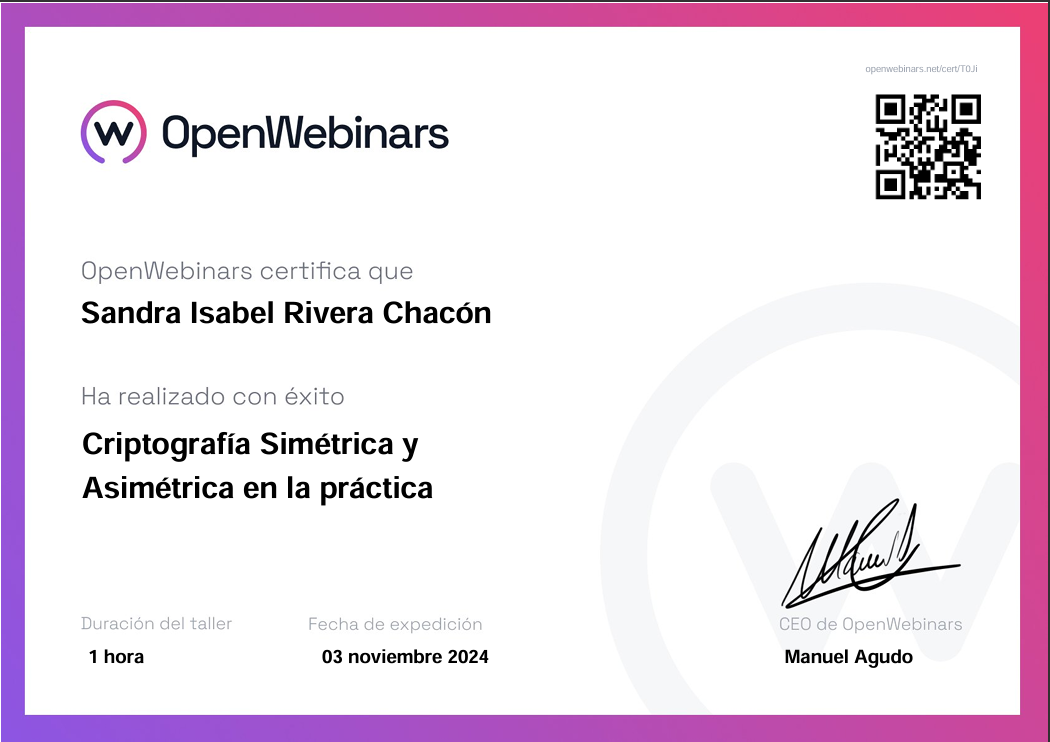 openwebinars.net/cert/T0Ji
OpenWebinars
OpenWebinars certifica que
Sandra Isabel Rivera Chacón
Ha realizado con éxito
Criptografía Simétrica y
Asimétrica en la práctica
Duración del taller
1 hora
Fecha de expedición
03 noviembre 2024
CEO de OpenWebinars
Manuel Agudo